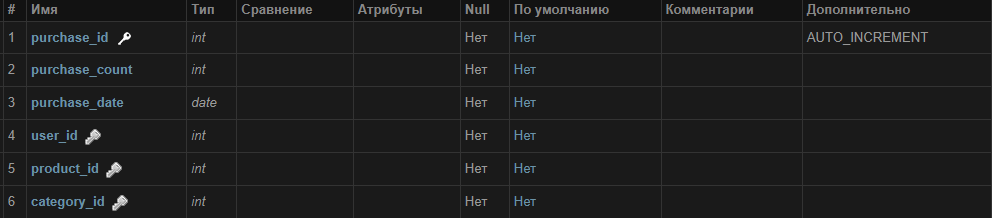 # Имя Тип Сравнение Атрибуты Null По умолчанию Комментарии Дополнительно
1 purchase_id int Нет Нет AUTO_INCREMENT
2 purchase_count int Нет Нет
3 purchase_date date Нет Нет
4 user_id int Нет Нет
5 product_id int Нет Нет
6 category_id int Нет Нет